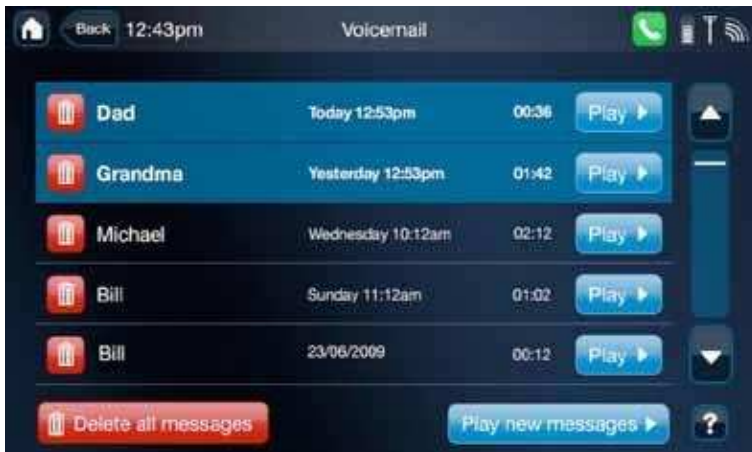 Back 12:43pm Voicemail
Dad Today 12:53pm 00:36 Play
Grandma Yesterday 12:53pm 01:42 Play
Michael Wednesday 10:12am 02:12 Play
Bill Sunday 11:12am 01:02 Play
Bill 23/06/2009 00:12 Play
Delete all messages Play new messages ?